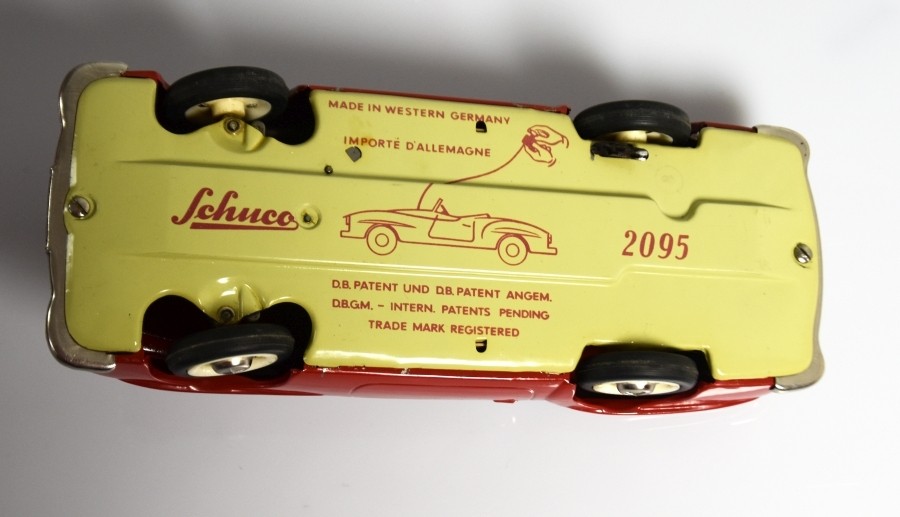 MADE IN WESTERN GERMANY
IMPORTÉ D'ALLEMAGNE
Schuco
2095
D.B. PATENT UND D.B. PATENT ANGEM.
D.B.G.M. - INTERN. PATENTS PENDING
TRADE MARK REGISTERED